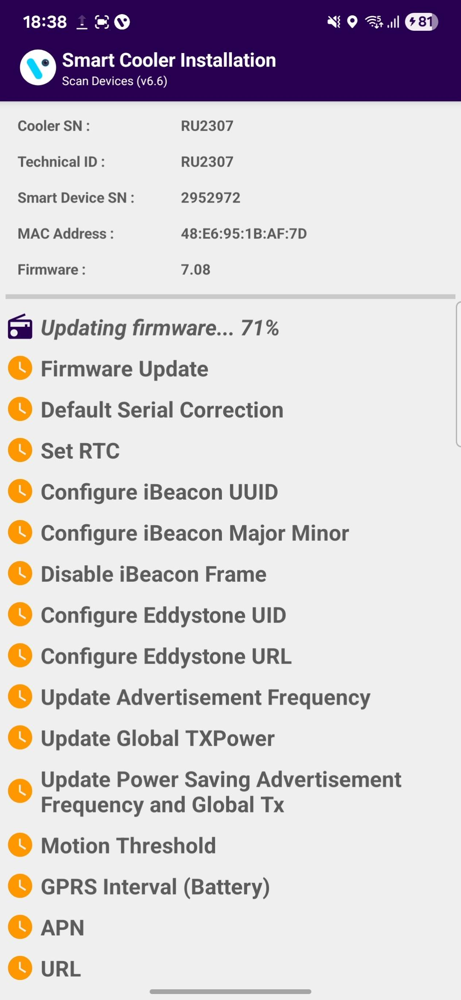 18:38
5
81
Smart Cooler Installation
Scan Devices (v6.6)
Cooler SN : RU2307
Technical ID : RU2307
Smart Device SN : 2952972
MAC Address : 48:E6:95:1B:AF:7D
Firmware : 7.08
Updating firmware... 71%
Firmware Update
Default Serial Correction
Set RTC
Configure iBeacon UUID
Configure iBeacon Major Minor
Disable iBeacon Frame
Configure Eddystone UID
Configure Eddystone URL
Update Advertisement Frequency
Update Global TXPower
Update Power Saving Advertisement
Frequency and Global Tx
Motion Threshold
GPRS Interval (Battery)
APN
URL